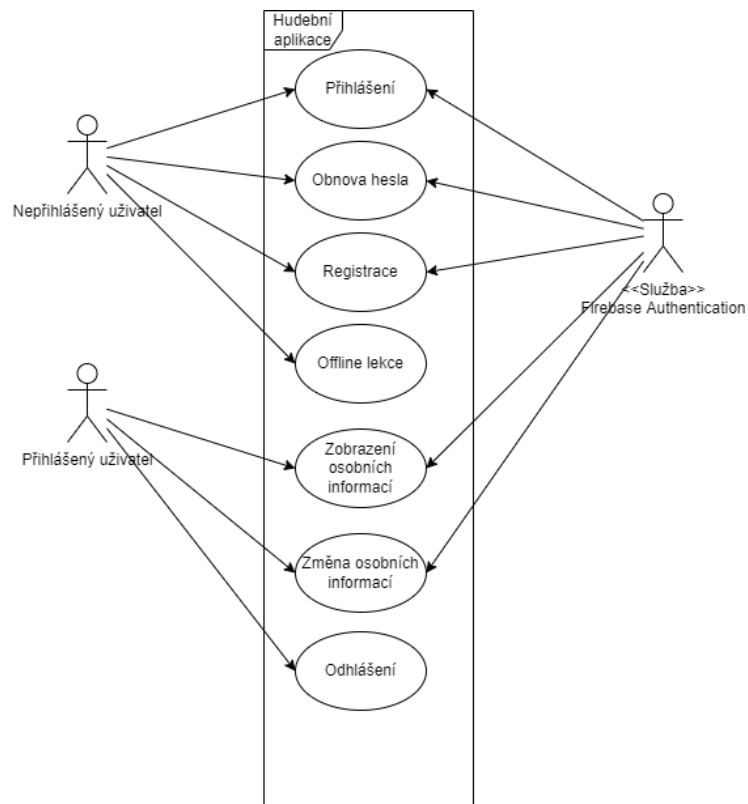 Hudební
aplikace
Přihlášení
Obnova hesla
Nepřihlášený uživatel
Registrace
<<Služba>>
Firebase Authentication
Offline lekce
Přihlášený uživatel
Zobrazení
osobních
informací
Změna osobních
informací
Odhlášení